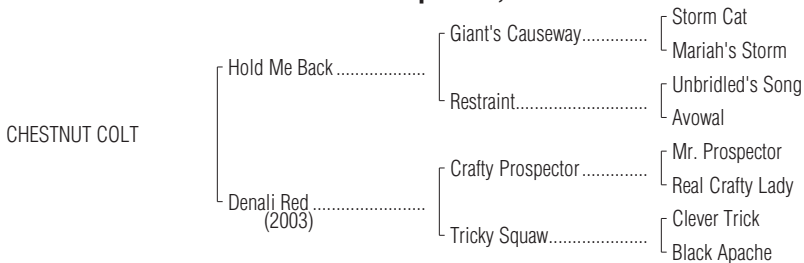 Storm Cat
Giant's Causeway..............
Mariah's Storm
Hold Me Back ....................
Unbridled's Song
Restraint.............................
Avowal
CHESTNUT COLT
Mr. Prospector
Crafty Prospector ..............
Real Crafty Lady
Denali Red ........................
(2003)
Clever Trick
Tricky Squaw......................
Black Apache